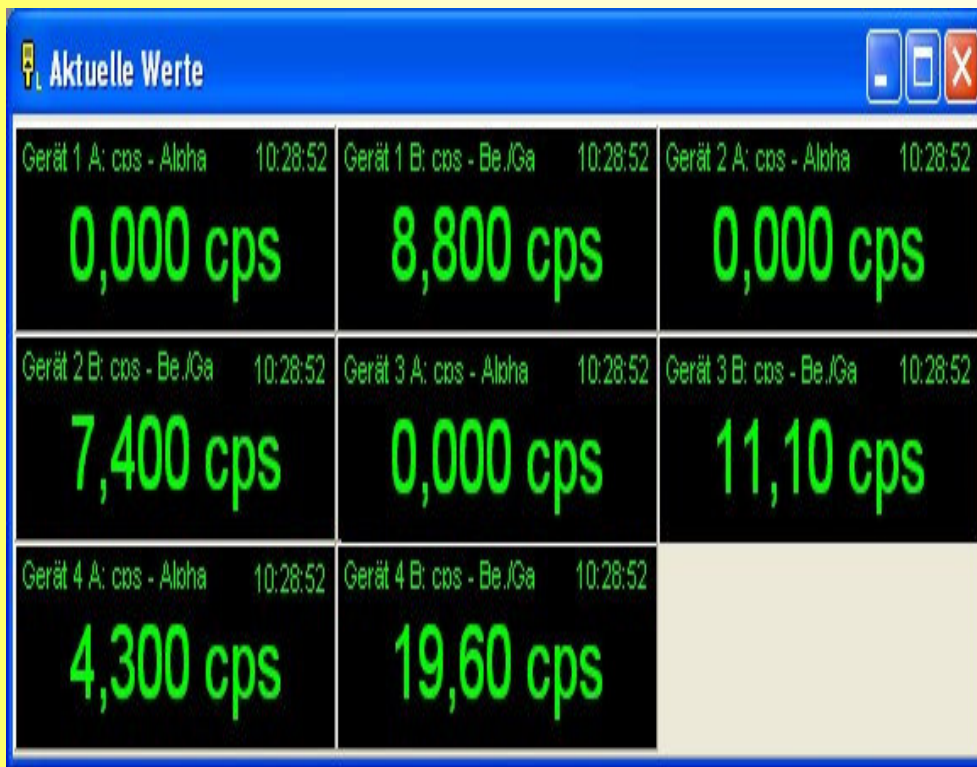 Aktuelle Werte
Gerät 1 A: cps - Alpha 10:28:52
0,000 cps
Gerät 1 B: cps - Be./Ga 10:28:52
8,800 cps
Gerät 2 A: cps - Alpha 10:28:52
0,000 cps
Gerät 2 B: cps - Be./Ga 10:28:52
7,400 cps
Gerät 3 A: cps - Alpha 10:28:52
0,000 cps
Gerät 3 B: cps - Be./Ga 10:28:52
11,10 cps
Gerät 4 A: cps - Alpha 10:28:52
4,300 cps
Gerät 4 B: cps - Be./Ga 10:28:52
19,60 cps